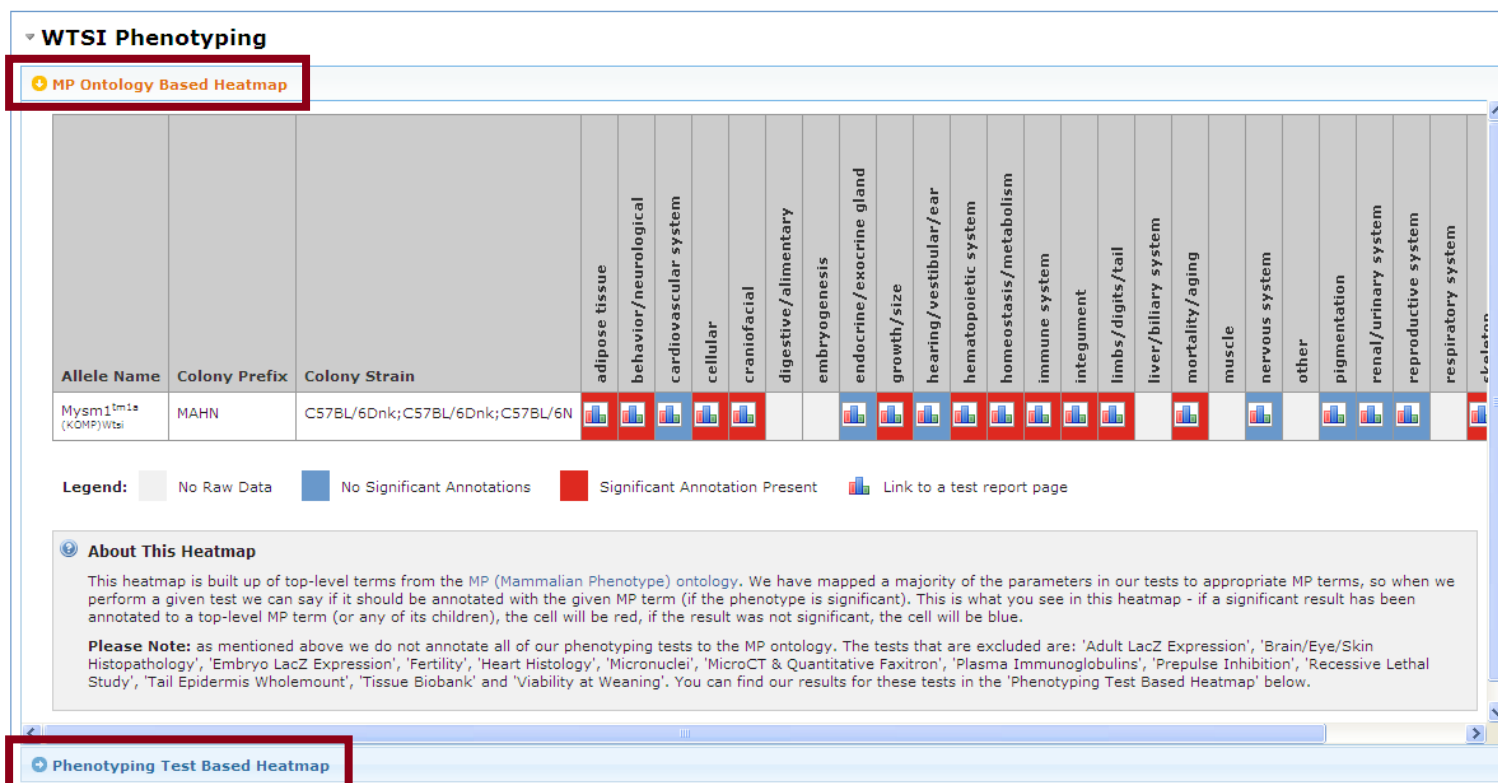 WTSI Phenotyping
MP Ontology Based Heatmap
Allele Name
Colony Prefix
Colony Strain
adipose tissue
behavior/neurological
cardiovascular system
cellular
craniofacial
digestive/alimentary
embryogenesis
endocrine/exocrine gland
growth/size
hearing/vestibular/ear
hematopoietic system
homeostasis/metabolism
immune system
integument
limbs/digits/tail
liver/biliary system
mortality/aging
muscle
nervous system
other
pigmentation
renal/urinary system
reproductive system
respiratory system
skeleton
Mysm1tm1a
(KOMP)Wtsi
MAHN
C57BL/6Dnk;C57BL/6Dnk;C57BL/6N
Legend: No Raw Data No Significant Annotations Significant Annotation Present Link to a test report page
About This Heatmap
This heatmap is built up of top-level terms from the MP (Mammalian Phenotype) ontology. We have mapped a majority of the parameters in our tests to appropriate MP terms, so when we
perform a given test we can say if it should be annotated with the given MP term (if the phenotype is significant). This is what you see in this heatmap - if a significant result has been
annotated to a top-level MP term (or any of its children), the cell will be red, if the result was not significant, the cell will be blue.
Please Note: as mentioned above we do not annotate all of our phenotyping tests to the MP ontology. The tests that are excluded are: 'Adult LacZ Expression', 'Brain/Eye/Skin
Histopathology', 'Embryo LacZ Expression', 'Fertility', 'Heart Histology', 'Micronuclei', 'MicroCT & Quantitative Faxitron', 'Plasma Immunoglobulins', 'Prepulse Inhibition', 'Recessive Lethal
Study', 'Tail Epidermis Wholemount', 'Tissue Biobank' and 'Viability at Weaning'. You can find our results for these tests in the 'Phenotyping Test Based Heatmap' below.
Phenotyping Test Based Heatmap